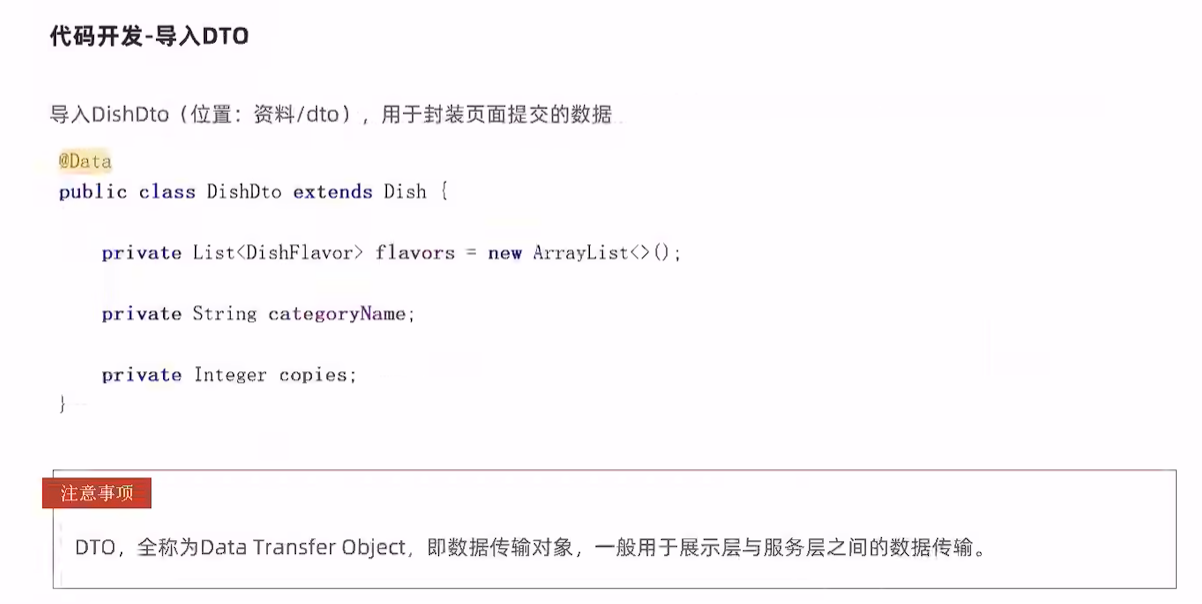 代码开发-导入DTO
导入DishDto（位置：资料/dto），用于封装页面提交的数据
@Data
public class DishDto extends Dish {
private List<DishFlavor> flavors = new ArrayList<>();
private String categoryName;
private Integer copies;
}
注意事项
DTO，全称为Data Transfer Object，即数据传输对象，一般用于展示层与服务层之间的数据传输。